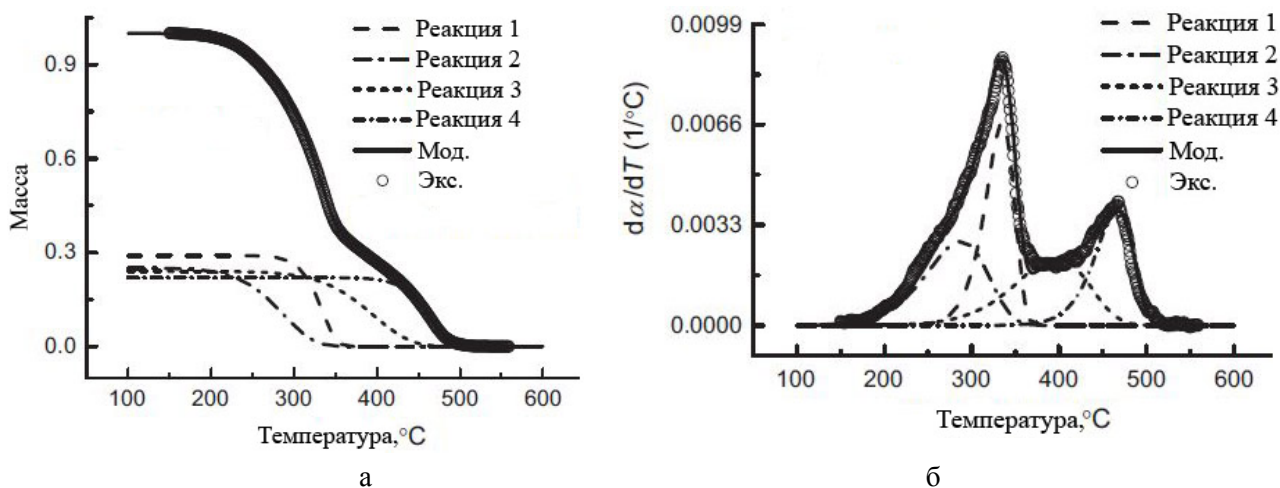 Масса
0.9
0.6
0.3
0.0
100 200 300 400 500 600
Температура,°C
Реакция 1
Реакция 2
Реакция 3
Реакция 4
Мод.
Экс.
а
dα/dT (1/°C)
0.0099
0.0066
0.0033
0.0000
100 200 300 400 500 600
Температура,°C
Реакция 1
Реакция 2
Реакция 3
Реакция 4
Мод.
Экс.
б